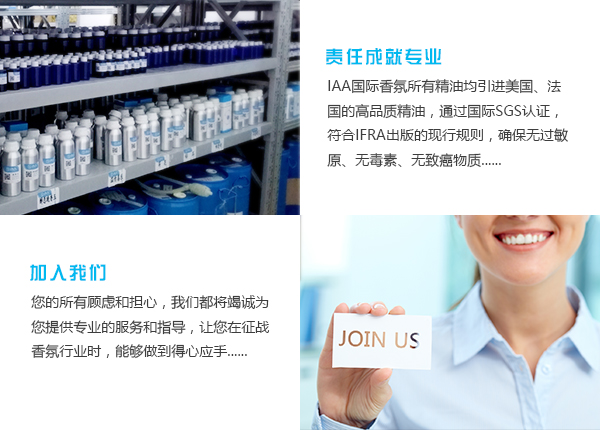 责任成就专业
IAA国际香氛所有精油均引进美国、法
国的高品质精油，通过国际SGS认证，
符合IFRA出版的现行规则，确保无过敏
原、无毒素、无致癌物质......
加入我们
您的所有顾虑和担心，我们都将竭诚为
您提供专业的服务和指导，让您在征战
香氛行业时，能够做到得心应手......
JOIN US